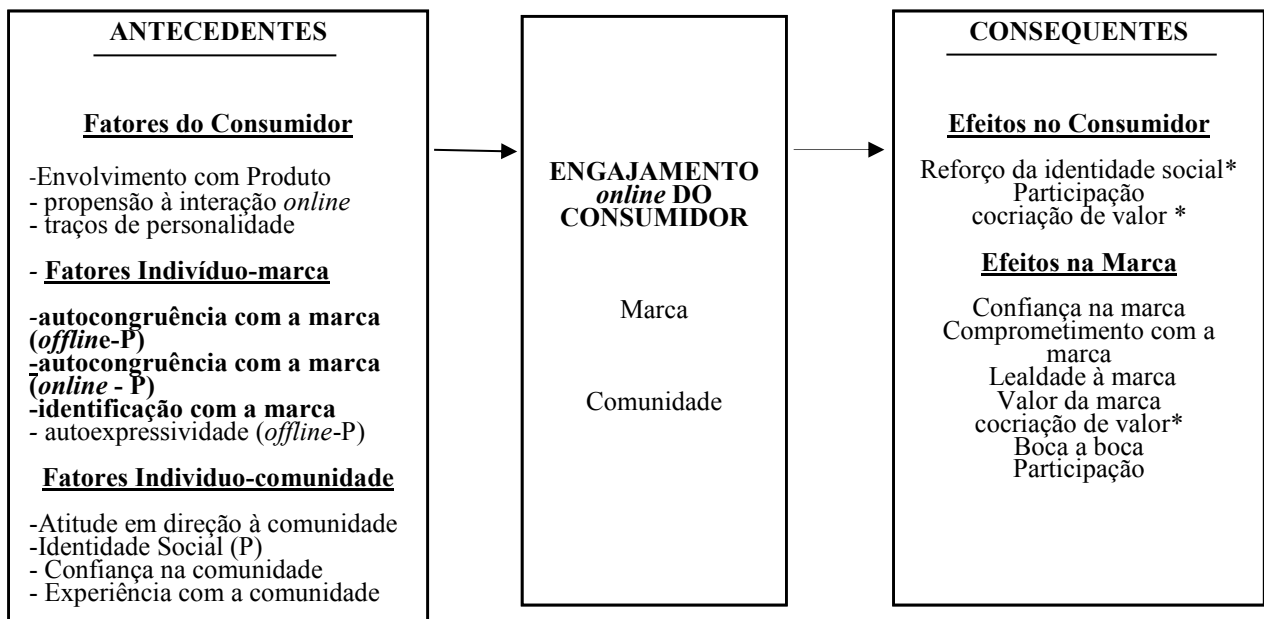 ANTECEDENTES
Fatores do Consumidor
-Envolvimento com Produto
- propensão à interação online
- traços de personalidade
- Fatores Indivíduo-marca
-autocongruência com a marca
(offline-P)
-autocongruência com a marca
(online - P)
-identificação com a marca
- autoexpressividade (offline-P)
Fatores Individuo-comunidade
-Atitude em direção à comunidade
-Identidade Social (P)
- Confiança na comunidade
- Experiência com a comunidade
ENGAJAMENTO
online DO
CONSUMIDOR
Marca
Comunidade
CONSEQUENTES
Efeitos no Consumidor
Reforço da identidade social*
Participação
cocriação de valor *
Efeitos na Marca
Confiança na marca
Comprometimento com a
marca
Lealdade à marca
Valor da marca
cocriação de valor*
Boca a boca
Participação